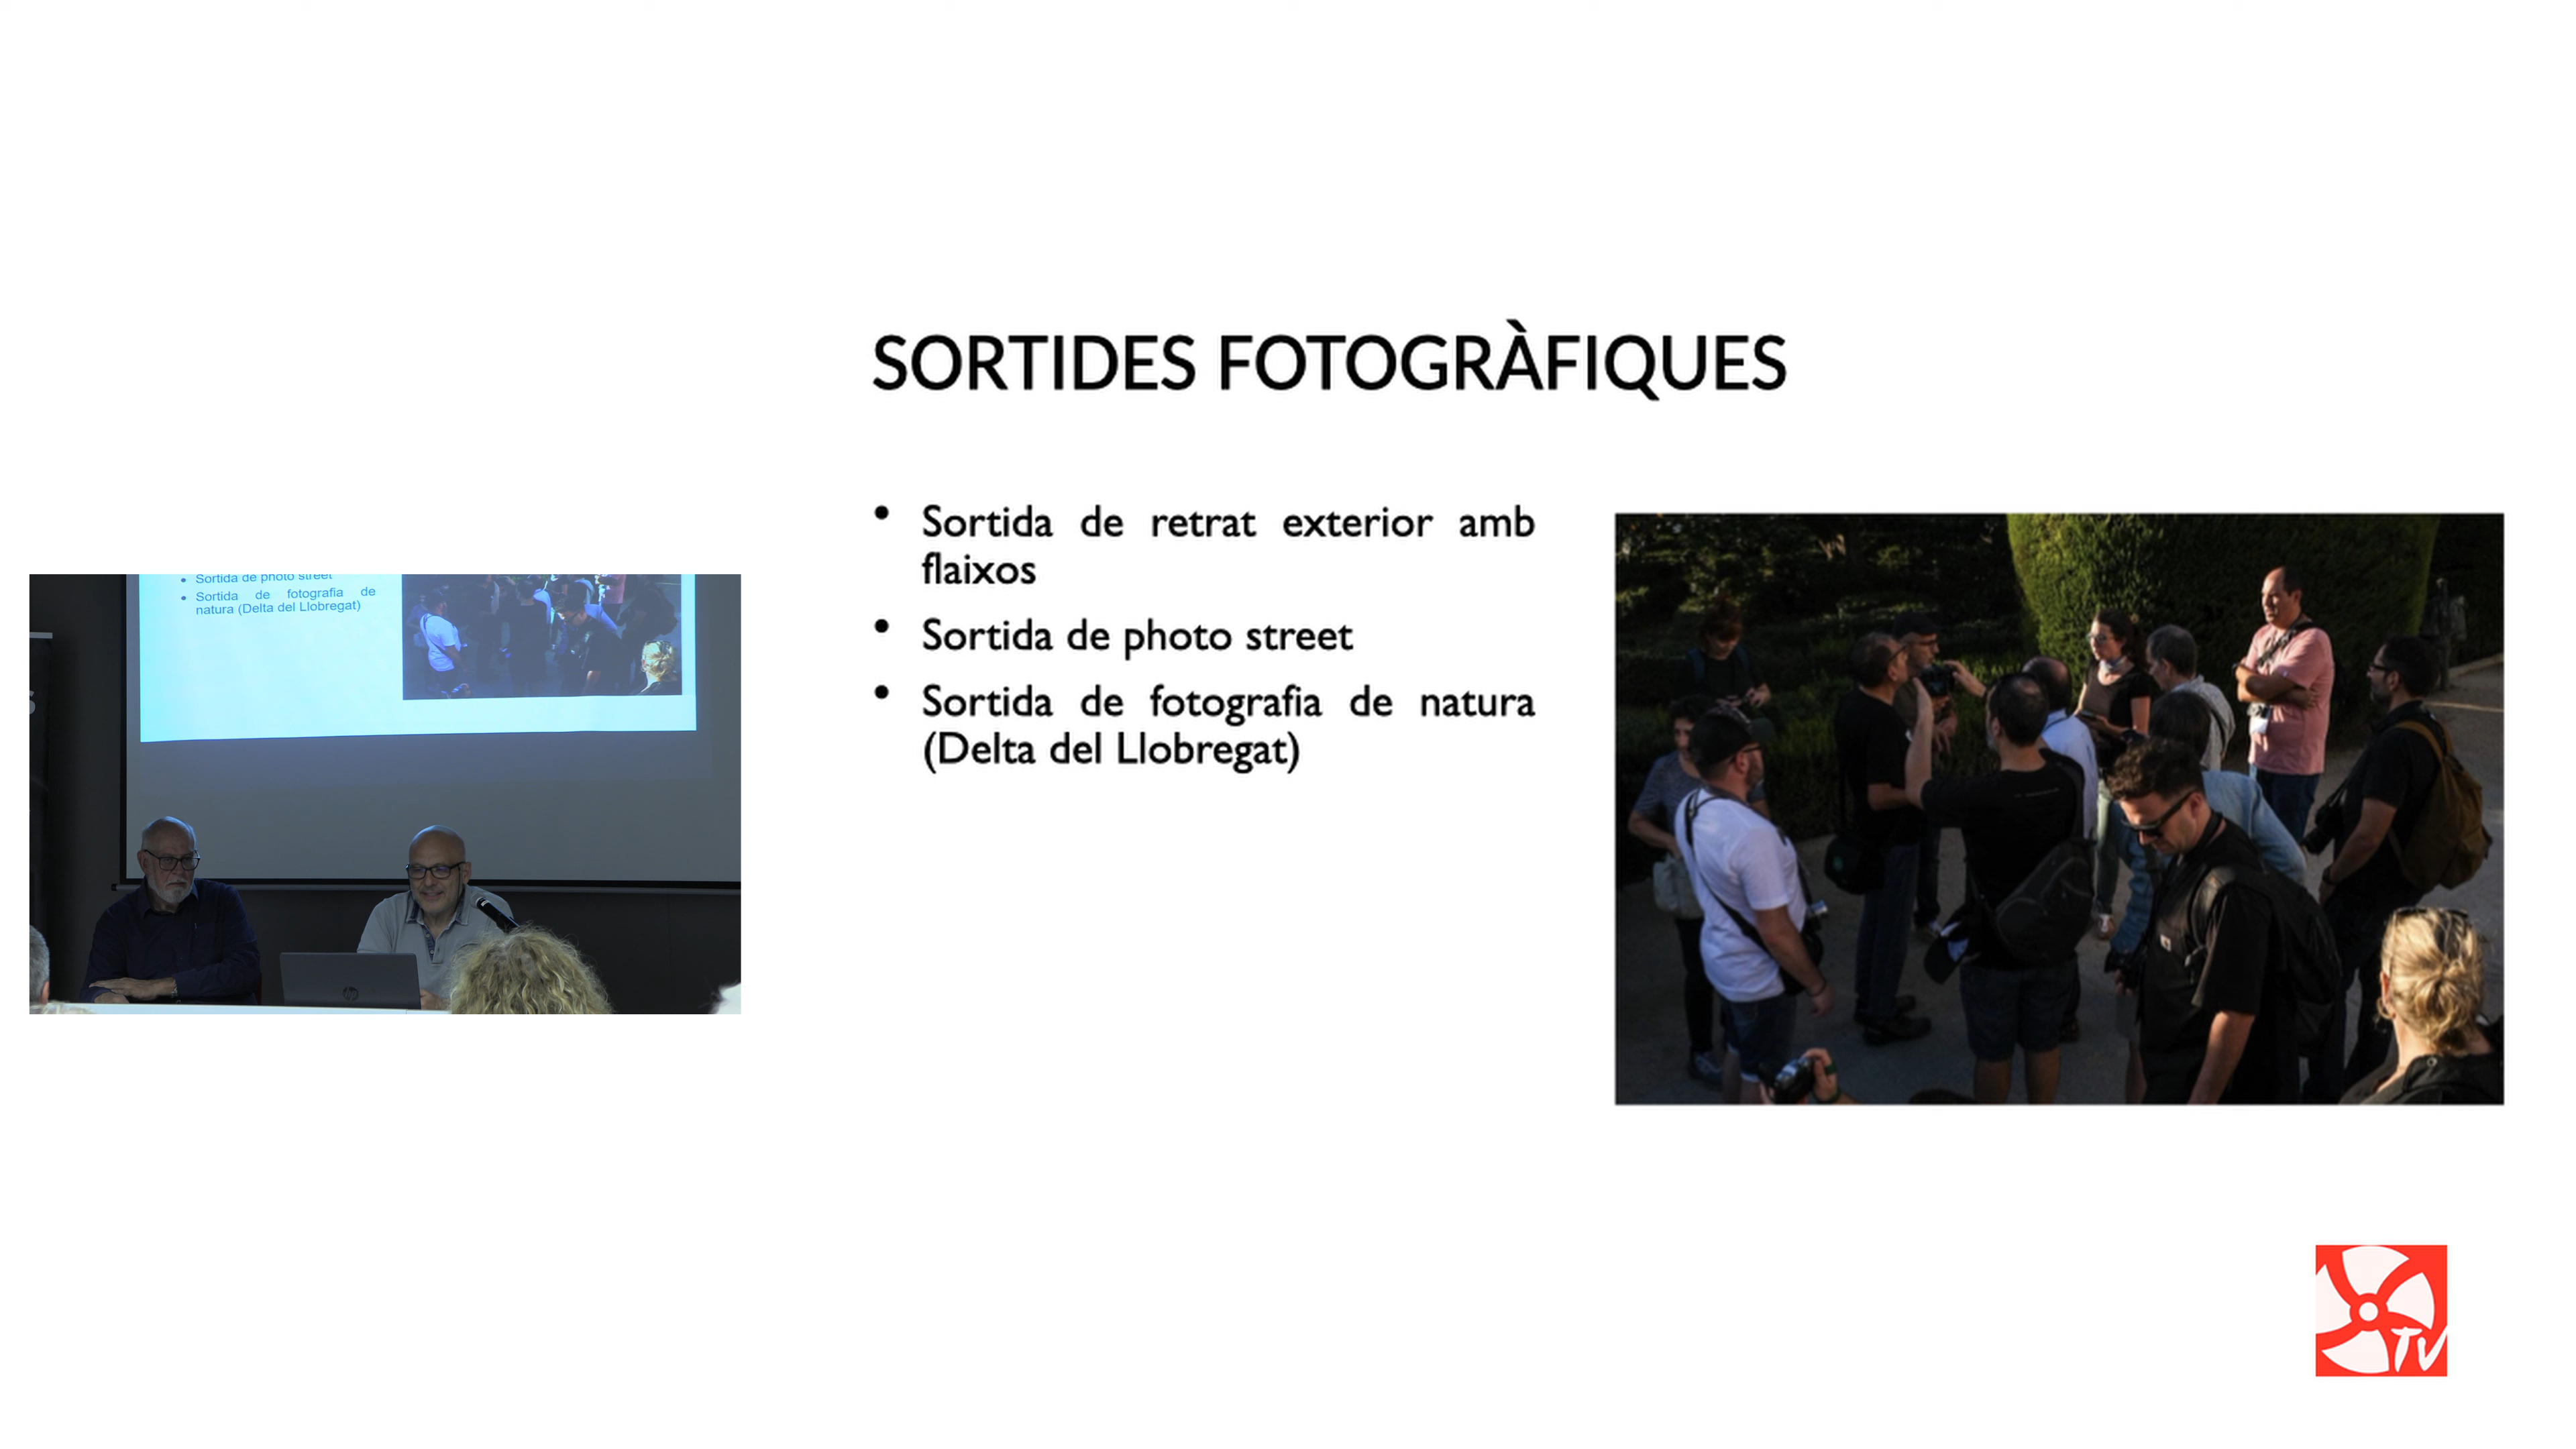 SORTIDES FOTOGRÀFIQUES
• Sortida de retrat exterior amb
flaixos
• Sortida de photo street
• Sortida de fotografia de natura
(Delta del Llobregat)
• Sortida de photo street
• Sortida de fotografia de
natura (Delta del Llobregat)
hp
TV